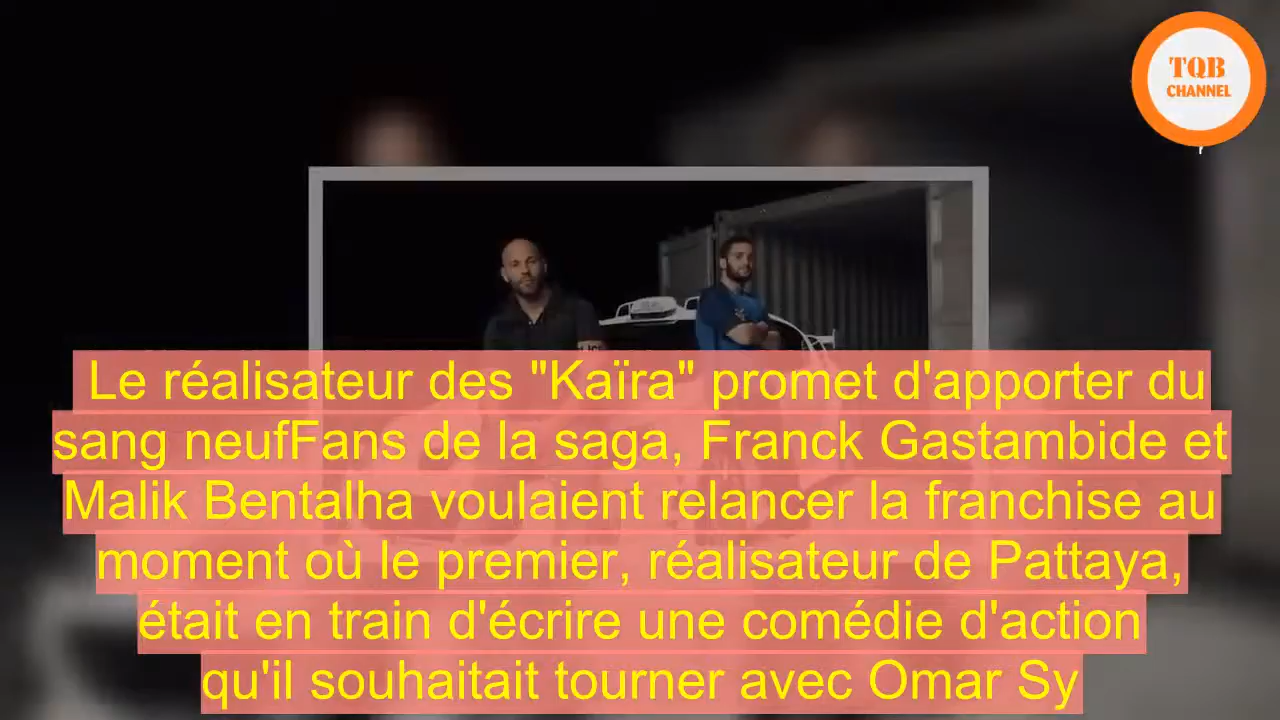 TQB
CHANNEL
Le réalisateur des "Kaïra" promet d'apporter du
sang neufFans de la saga, Franck Gastambide et
Malik Bentalha voulaient relancer la franchise au
moment où le premier, réalisateur de Pattaya,
était en train d'écrire une comédie d'action
qu'il souhaitait tourner avec Omar Sy